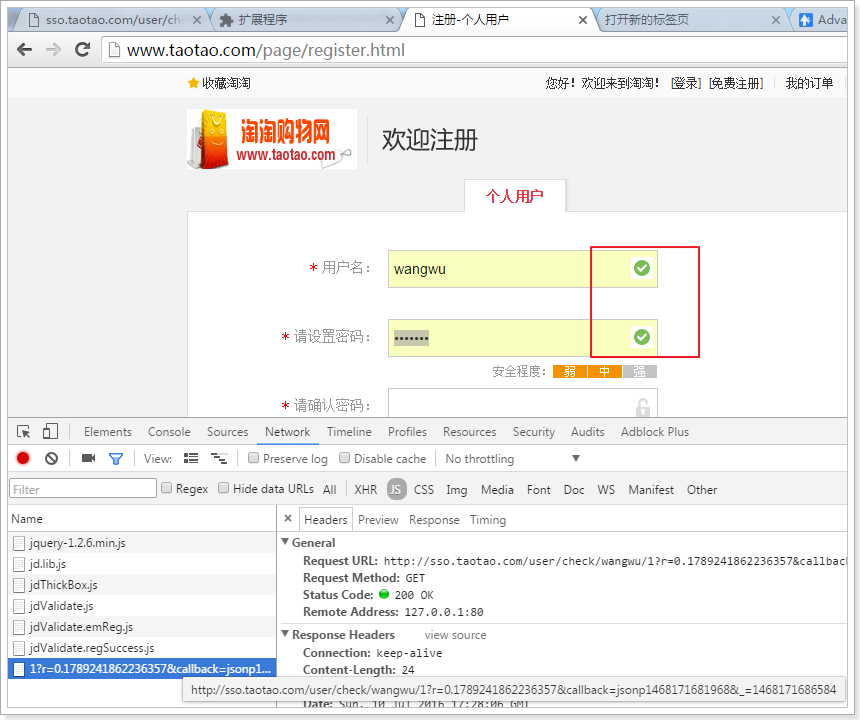 sso.taotao.com/user/che
扩展程序
注册-个人用户
打开新的标签页
Adva
www.taotao.com/page/register.html
收藏淘淘
您好！欢迎来到淘淘！ [登录] [免费注册] 我的订单
淘淘购物网
www.taotao.com
欢迎注册
个人用户
* 用户名：
wangwu
* 请设置密码：
•••••••
安全程度： 弱 中 强
* 请确认密码：
Elements Console Sources Network Timeline Profiles Resources Security Audits Adblock Plus
View: Preserve log Disable cache No throttling
Filter Regex Hide data URLs All XHR JS CSS Img Media Font Doc WS Manifest Other
Name
× Headers Preview Response Timing
jquery-1.2.6.min.js
jd.lib.js
jdThickBox.js
jdValidate.js
jdValidate.emReg.js
jdValidate.regSuccess.js
1?r=0.1789241862236357&callback=jsonp1...
General
Request URL: http://sso.taotao.com/user/check/wangwu/1?r=0.1789241862236357&callback
Request Method: GET
Status Code: 200 OK
Remote Address: 127.0.0.1:80
Response Headers view source
Connection: keep-alive
Content-Length: 24
http://sso.taotao.com/user/check/wangwu/1?r=0.1789241862236357&callback=jsonp1468171681968&_=1468171686584
Date: Sun, 10 Jul 2016 17:28:06 GMT